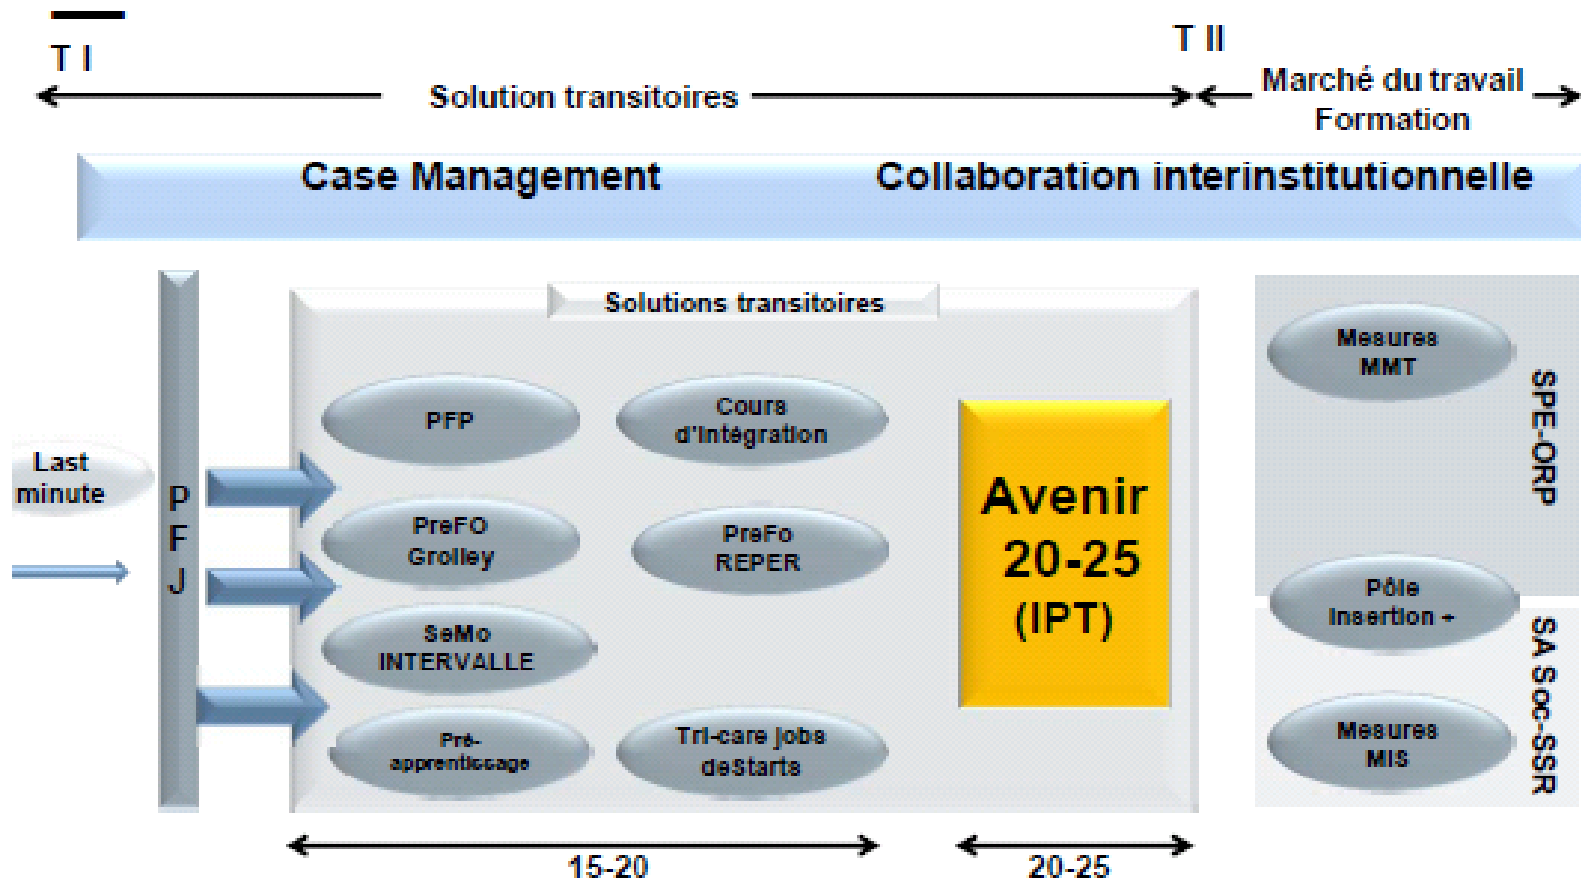 T I
T II
Solution transitoires
Marché du travail
Formation
Case Management
Collaboration interinstitutionnelle
Solutions transitoires
Last
minute
P
F
J
PFP
Cours
d'Intégration
PreFO
Grolley
PreFo
REPER
SeMo
INTERVALLE
Pré-
apprentissage
Tri-care jobs
deStarts
Avenir
20-25
(IPT)
Mesures
MMT
SPE-ORP
Pôle
Insertion +
Mesures
MIS
SA Soc-SSR
15-20
20-25